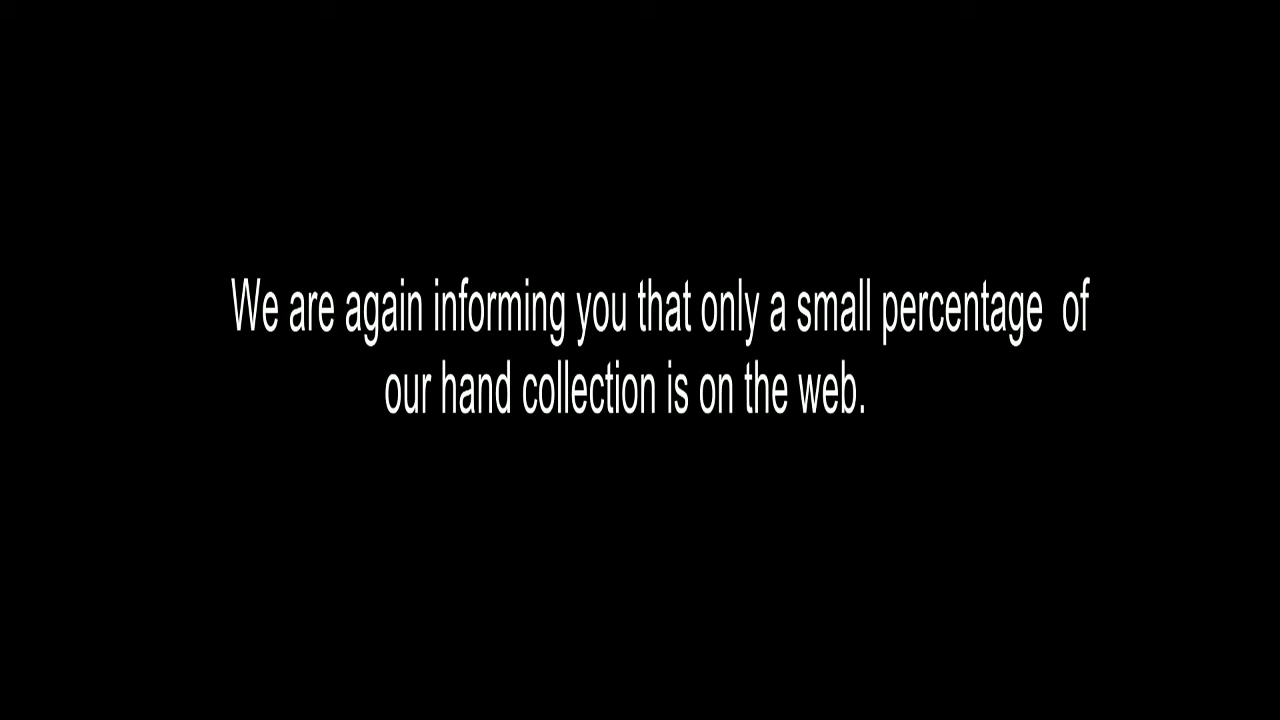 We are again informing you that only a small percentage  of
our hand collection is on the web.